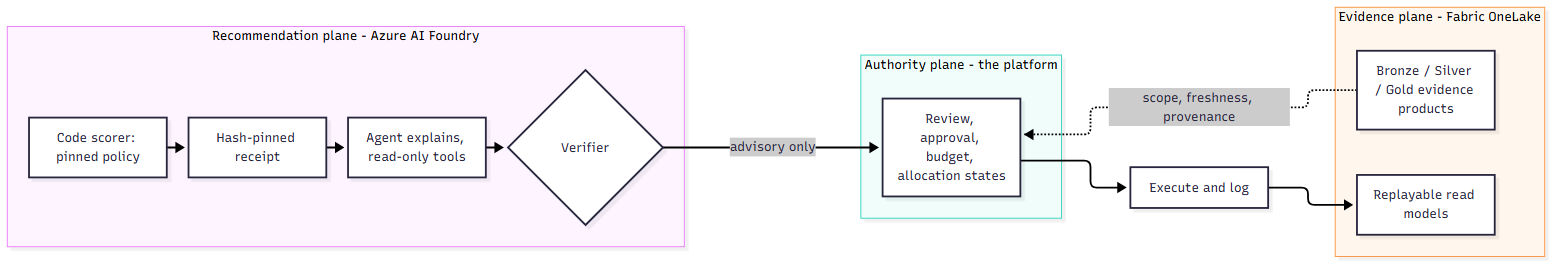 Recommendation plane - Azure AI Foundry
Code scorer:
pinned policy
Hash-pinned
receipt
Agent explains,
read-only tools
Verifier
advisory only
Authority plane - the platform
Review,
approval,
budget,
allocation states
scope, freshness,
provenance
Execute and log
Evidence plane - Fabric OneLake
Bronze / Silver
/ Gold evidence
products
Replayable read
models